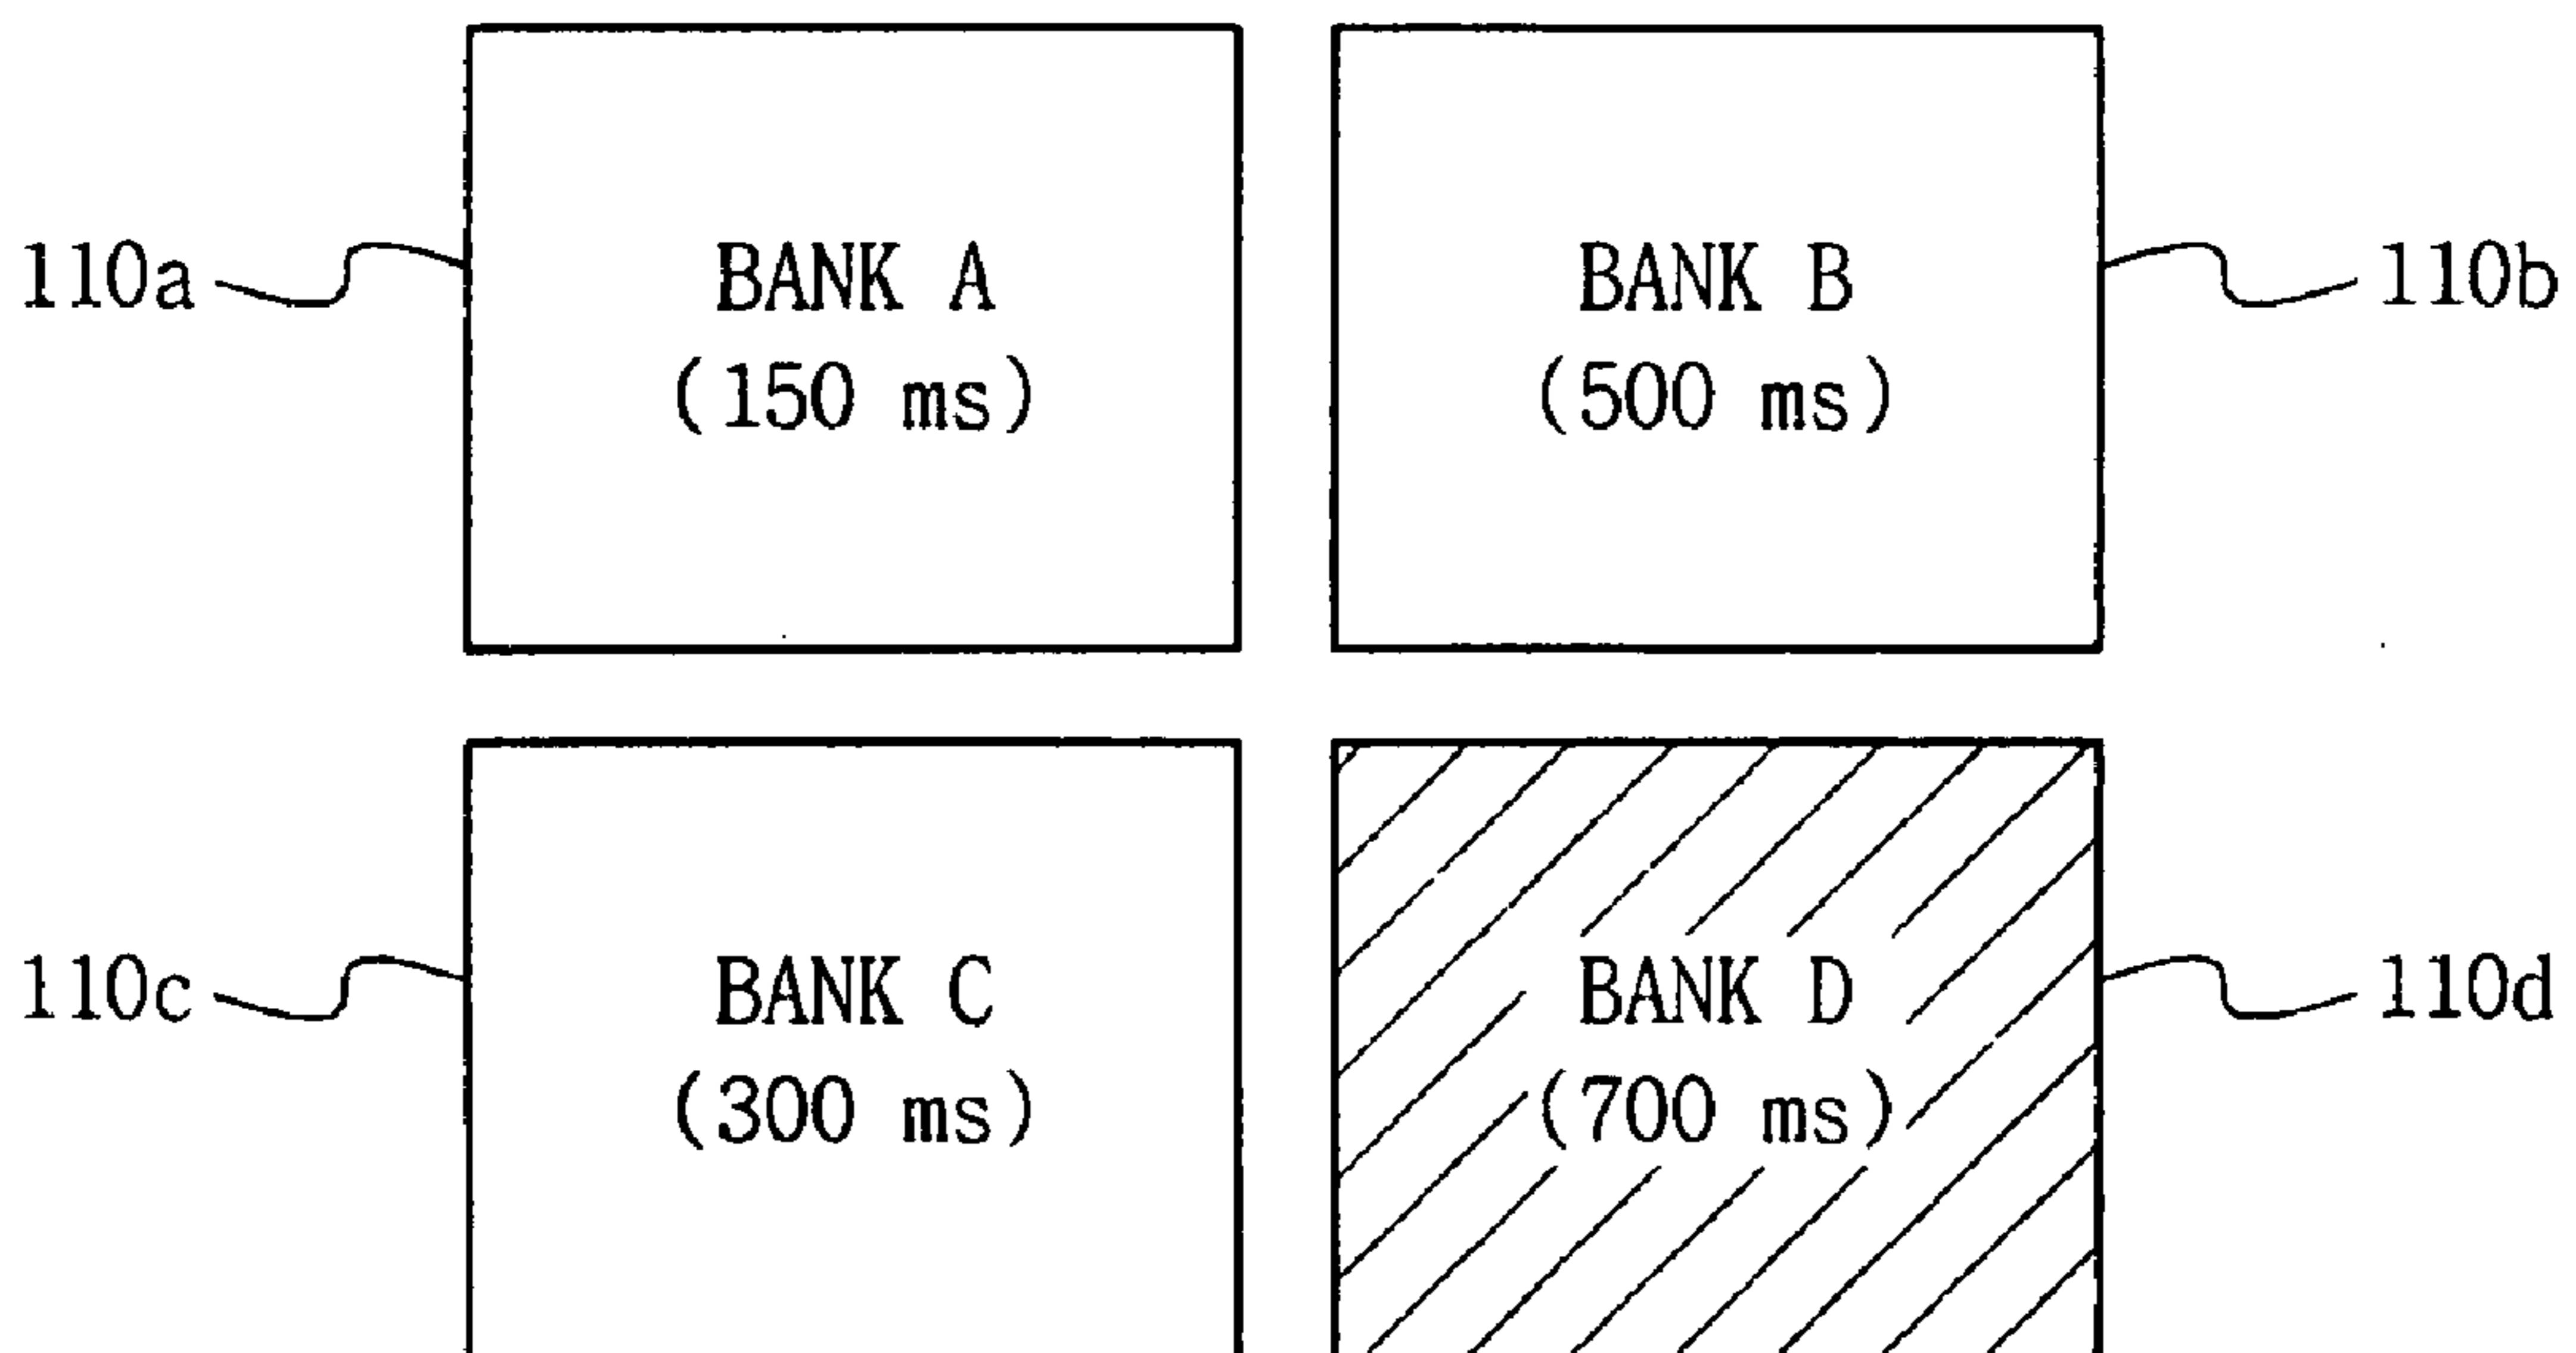 110a
BANK A
(150 ms)
BANK B
(500 ms)
110b
110c
BANK C
(300 ms)
BANK D
(700 ms)
110d